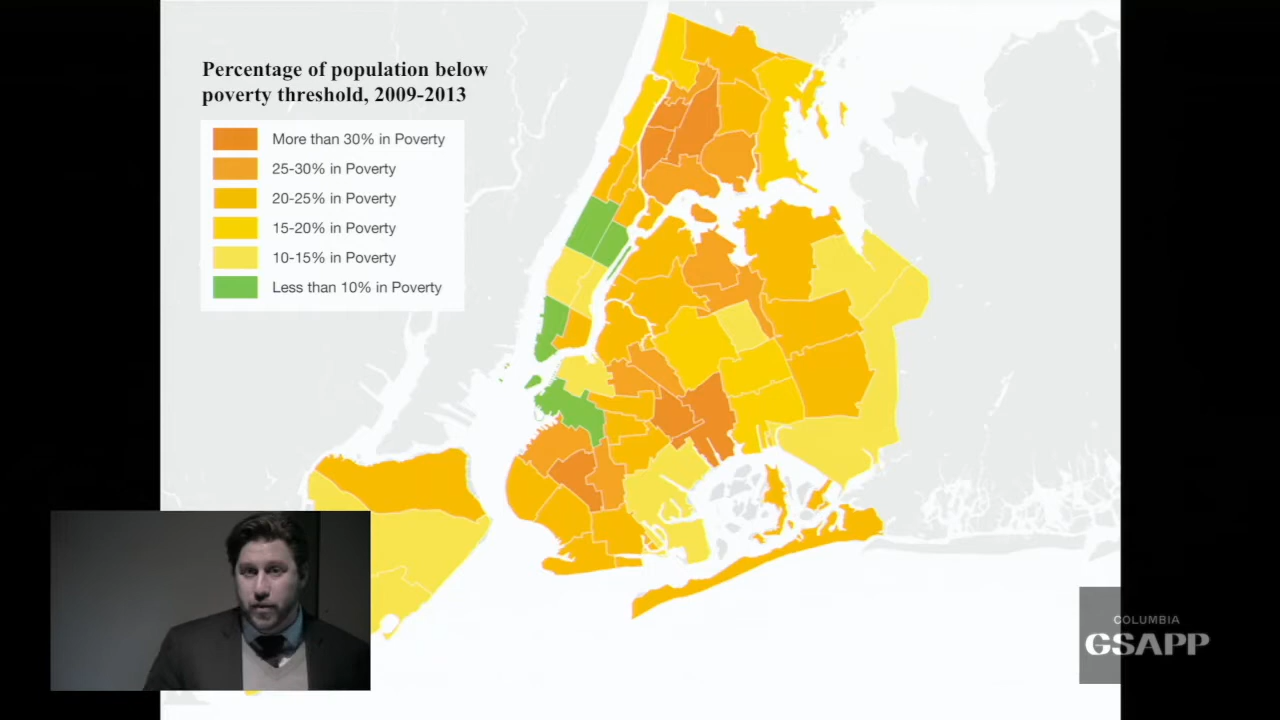 Percentage of population below
poverty threshold, 2009-2013
More than 30% in Poverty
25-30% in Poverty
20-25% in Poverty
15-20% in Poverty
10-15% in Poverty
Less than 10% in Poverty
COLUMBIA
GSAPP